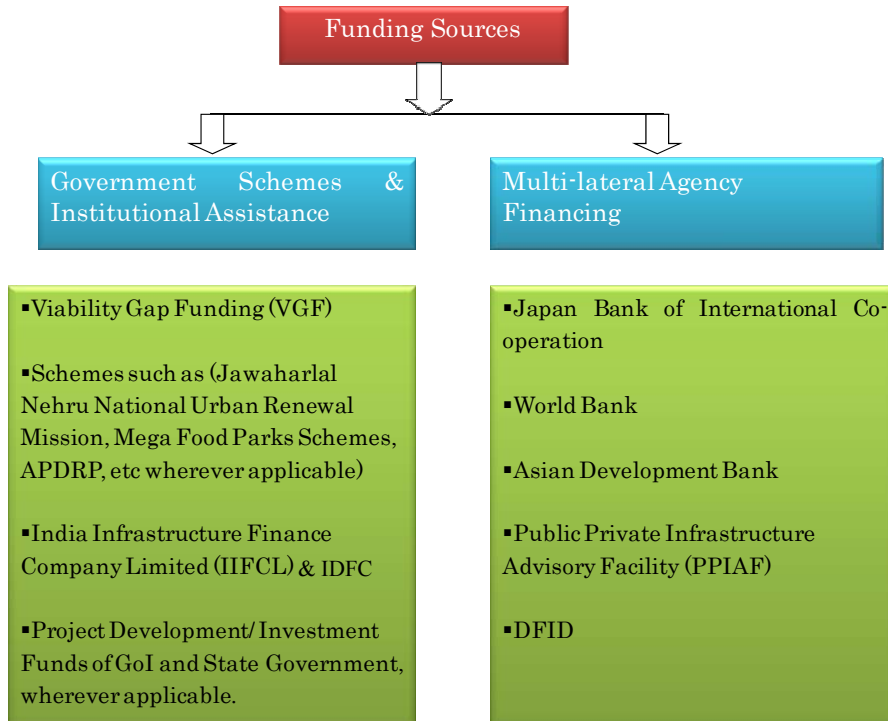 Funding Sources
Government Schemes &
Institutional Assistance
Multi-lateral Agency
Financing
▪Viability Gap Funding (VGF)
▪Schemes such as (Jawaharlal
Nehru National Urban Renewal
Mission, Mega Food Parks Schemes,
APDRP, etc wherever applicable)
▪India Infrastructure Finance
Company Limited (IIFCL) & IDFC
▪Project Development/ Investment
Funds of GoI and State Government,
wherever applicable.
▪Japan Bank of International Co-
operation
▪World Bank
▪Asian Development Bank
▪Public Private Infrastructure
Advisory Facility (PPIAF)
▪DFID